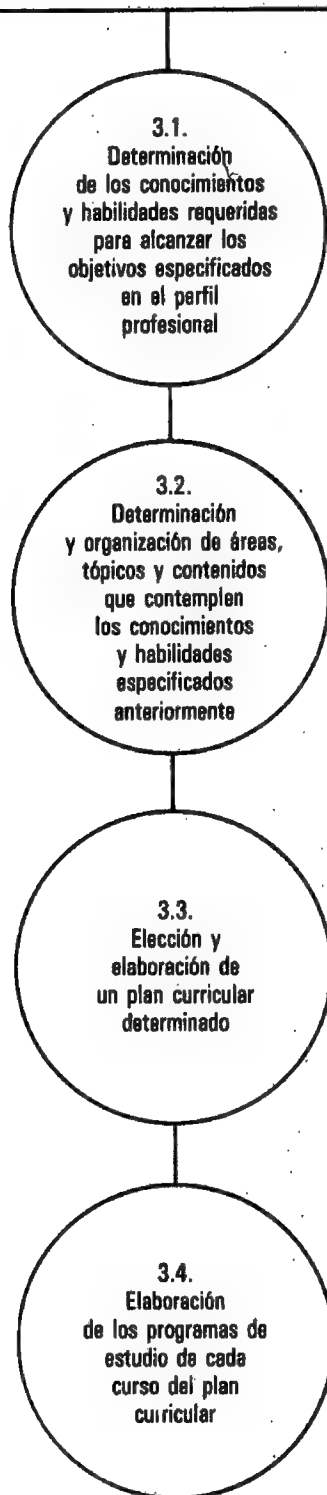 3.1.
Determinación
de los conocimientos
y habilidades requeridas
para alcanzar los
objetivos especificados
en el perfil
profesional
3.2.
Determinación
y organización de áreas,
tópicos y contenidos
que contemplen
los conocimientos
y habilidades
especificados
anteriormente
3.3.
Elección y
elaboración de
un plan curricular
determinado
3.4.
Elaboración
de los programas de
estudio de cada
curso del plan
curricular